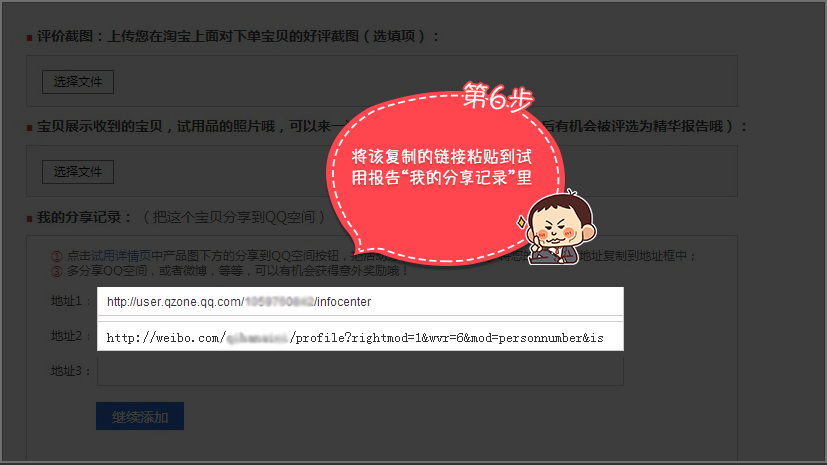 评价截图：上传您在淘宝上面对下单宝贝的好评截图（选填项）：
选择文件
第6步
宝贝展示收到的宝贝，试用品的照片哦，可以来一 后有机会被评选为精华报告哦）：
将该复制的链接粘贴到试
用报告“我的分享记录”里
选择文件
我的分享记录：（把这个宝贝分享到QQ空间）
① 点击试用详情页中产品图下方的分享到QQ空间按钮，把活动 地址复制到地址框中；
② 多分享QQ空间，或者微博，等等，可以有机会获得意外奖励哦！
地址1： http://user.qzone.qq.com/ /infocenter
地址2： http://weibo.com/ /profile?rightmod=1&wvr=6&mod=personnumber&is
地址3：
继续添加